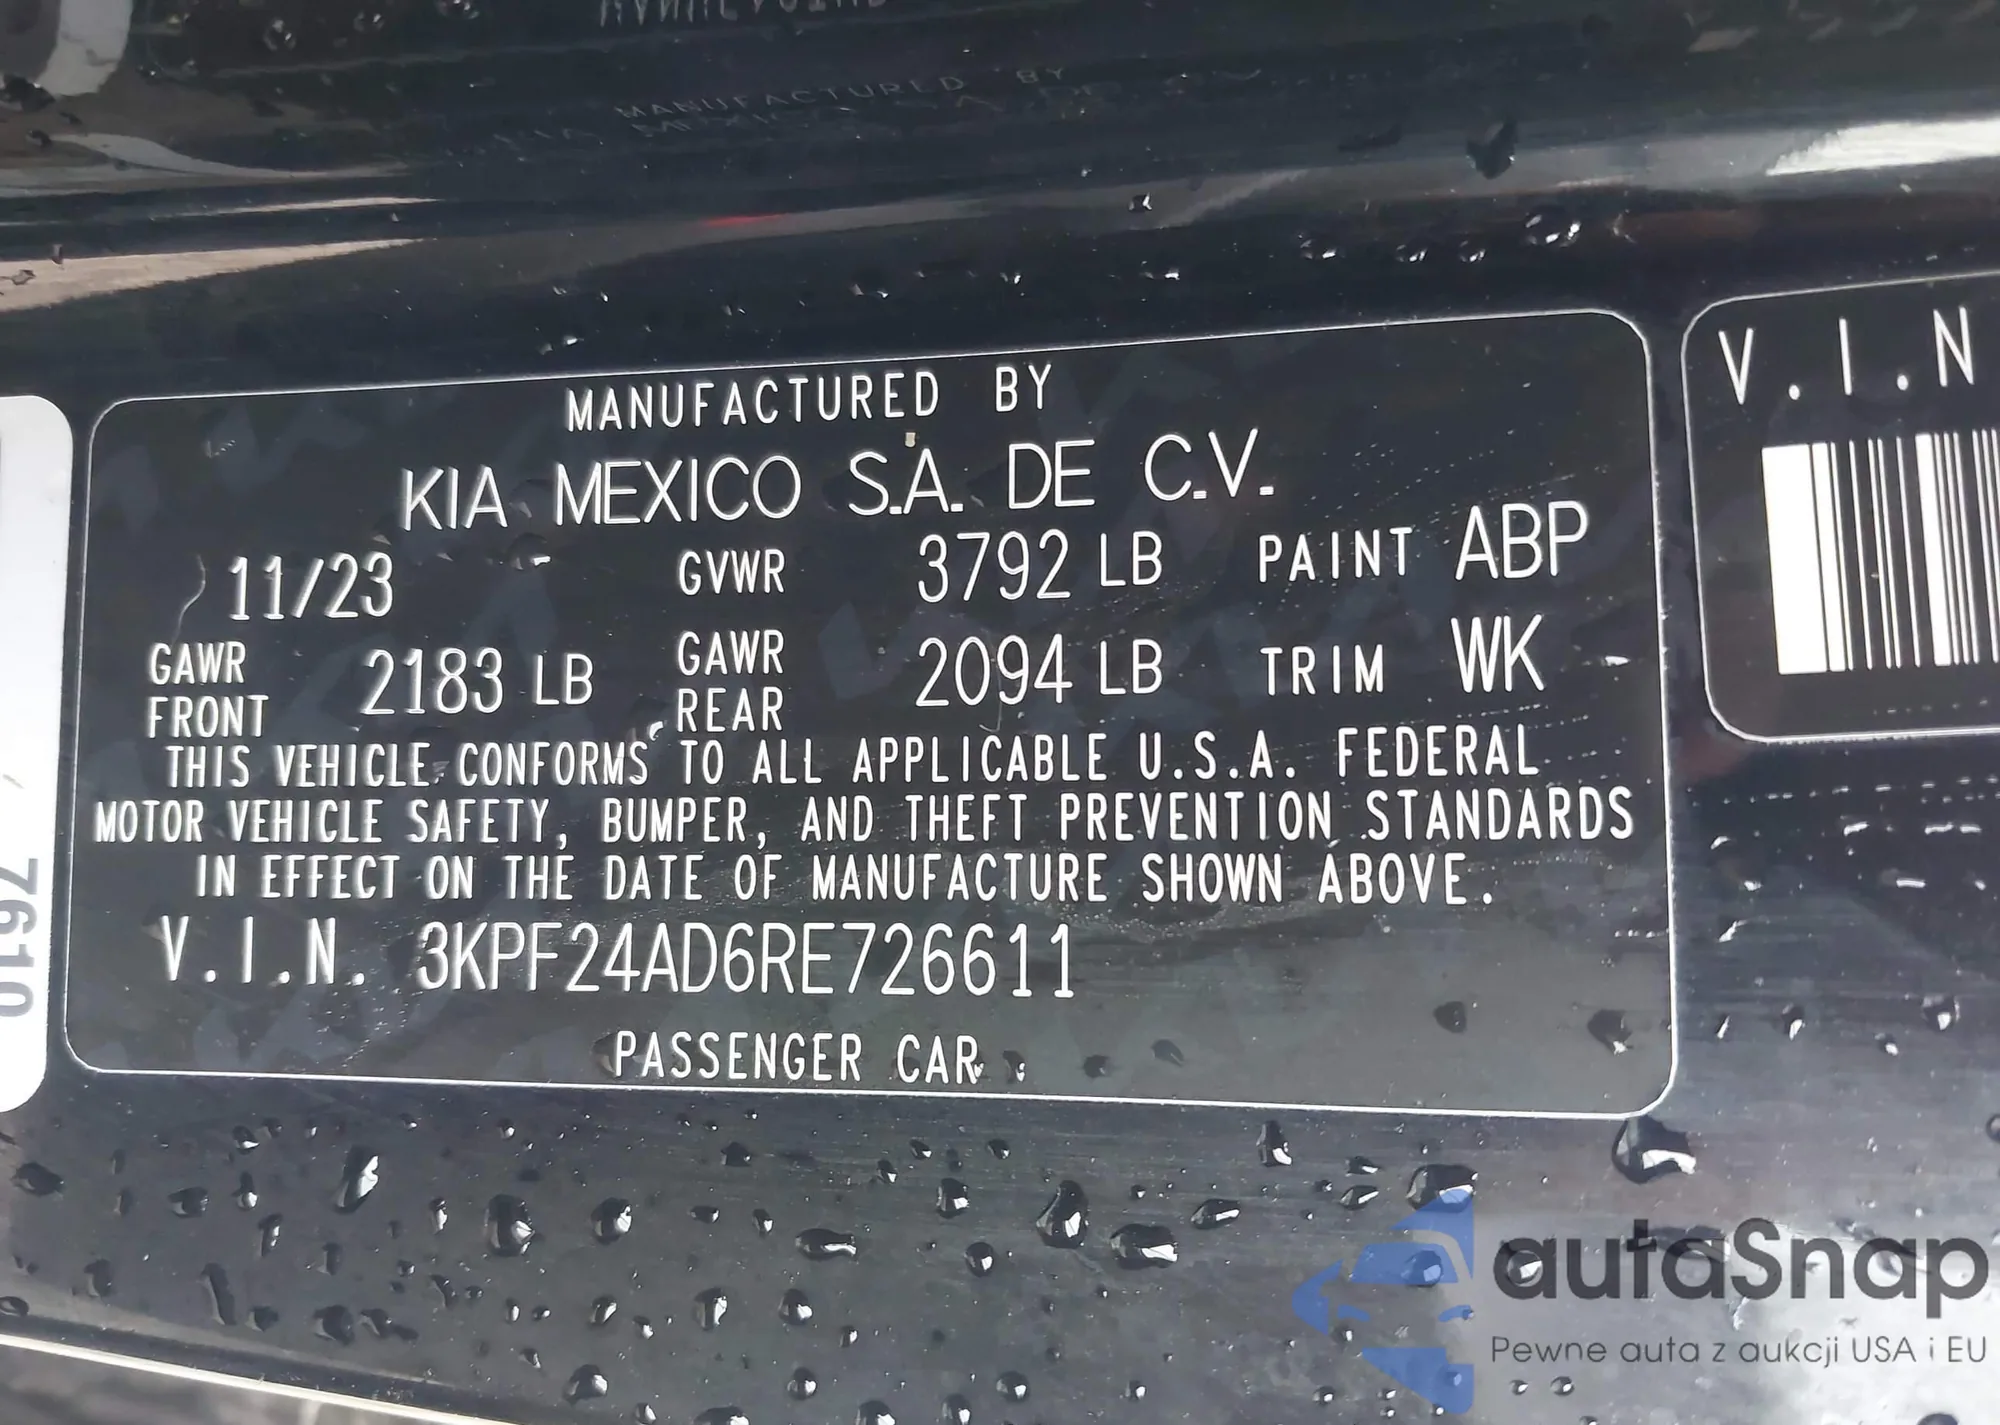 MANUFACTURED BY
KIA MEXICO S.A. DE C.V.
11/23 GVWR 3792 LB PAINT ABP
GAWR FRONT 2183 LB GAWR REAR 2094 LB TRIM WK
THIS VEHICLE CONFORMS TO ALL APPLICABLE U.S.A. FEDERAL
MOTOR VEHICLE SAFETY, BUMPER, AND THEFT PREVENTION STANDARDS
IN EFFECT ON THE DATE OF MANUFACTURE SHOWN ABOVE.
V.I.N. 3KPF24AD6RE726611
PASSENGER CAR
V.I.N
7610
autaSnap
Pewne auta z aukcji USA i EU